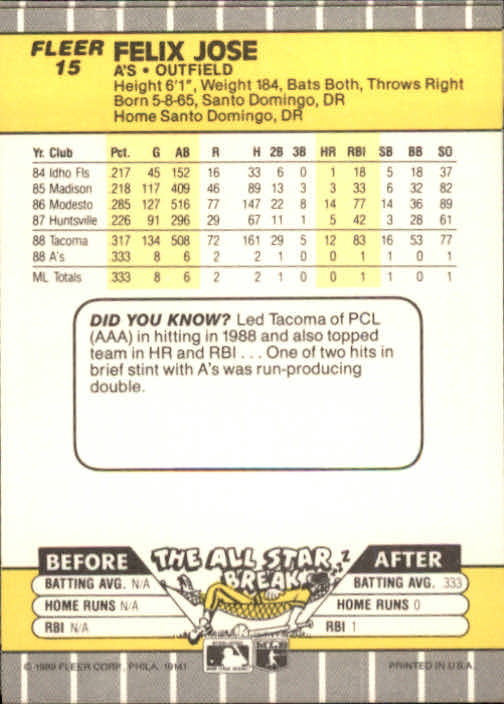 FLEER FELIX JOSE
15 A'S • OUTFIELD
Height 6'1", Weight 184, Bats Both, Throws Right
Born 5-8-65, Santo Domingo, DR
Home Santo Domingo, DR
Yr. Club Pct. G AB R H 2B 3B HR RBI SB BB SO
84 Idho Fls .217 45 152 16 33 6 0 1 18 5 18 37
85 Madison .218 117 409 46 89 13 3 3 33 6 32 82
86 Modesto .285 127 516 77 147 22 8 14 77 14 36 89
87 Huntsville .226 91 296 29 67 11 1 5 42 3 28 61
88 Tacoma .317 134 508 72 161 29 5 12 83 16 53 77
88 A's .333 8 6 2 2 1 0 0 1 1 0 1
ML Totals .333 8 6 2 2 1 0 0 1 1 0 1
DID YOU KNOW? Led Tacoma of PCL
(AAA) in hitting in 1988 and also topped
team in HR and RBI . . . One of two hits in
brief stint with A's was run-producing
double.
BEFORE THE ALL STAR BREAK AFTER
BATTING AVG. N/A BATTING AVG. .333
HOME RUNS N/A HOME RUNS 0
RBI N/A RBI 1
© 1989 FLEER CORP., PHILA. 19141 PRINTED IN U.S.A.